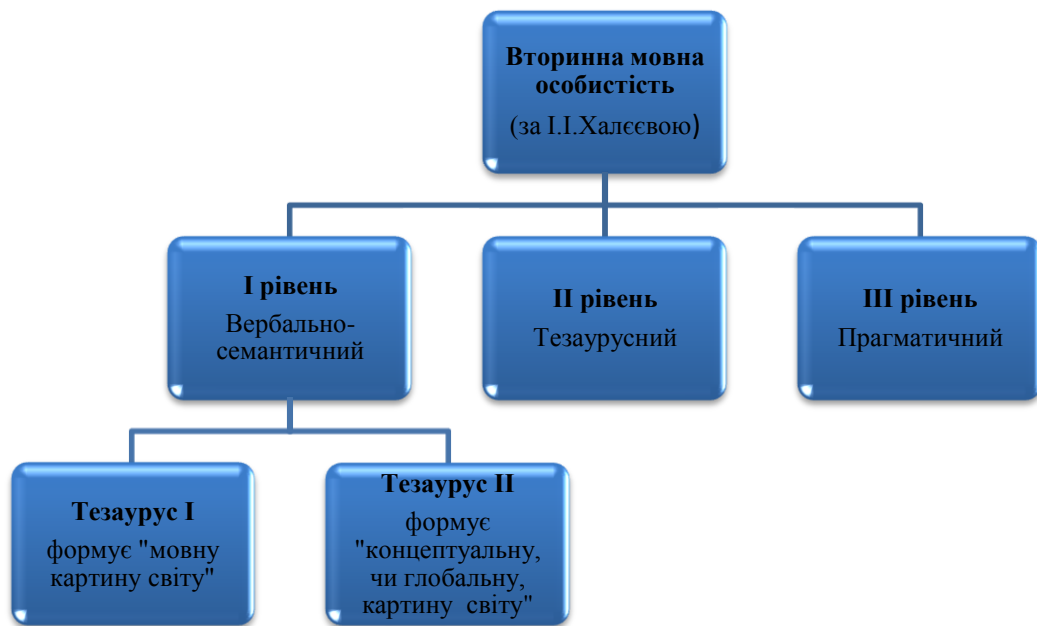 Вторинна мовна
особистість
(за І.І.Халєєвою)
І рівень
Вербально-
семантичний
ІІ рівень
Тезаурусний
ІІІ рівень
Прагматичний
Тезаурус І
формує "мовну
картину світу"
Тезаурус ІІ
формує
"концептуальну,
чи глобальну,
картину світу"